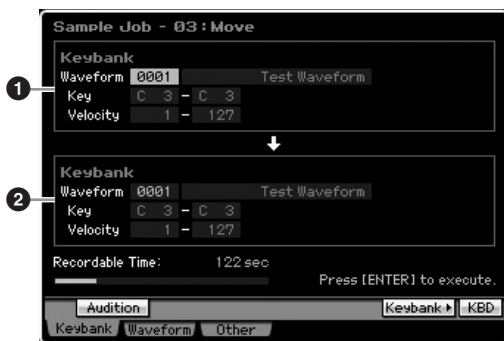 Sample Job - 03:Move
Keybank
Waveform 0001 Test Waveform
Key C 3 - C 3
Velocity 1 - 127
1
Keybank
Waveform 0001 Test Waveform
Key C 3 - C 3
Velocity 1 - 127
2
Recordable Time: 122 sec
Press [ENTER] to execute.
Audition Keybank KBD
Keybank Waveform Other